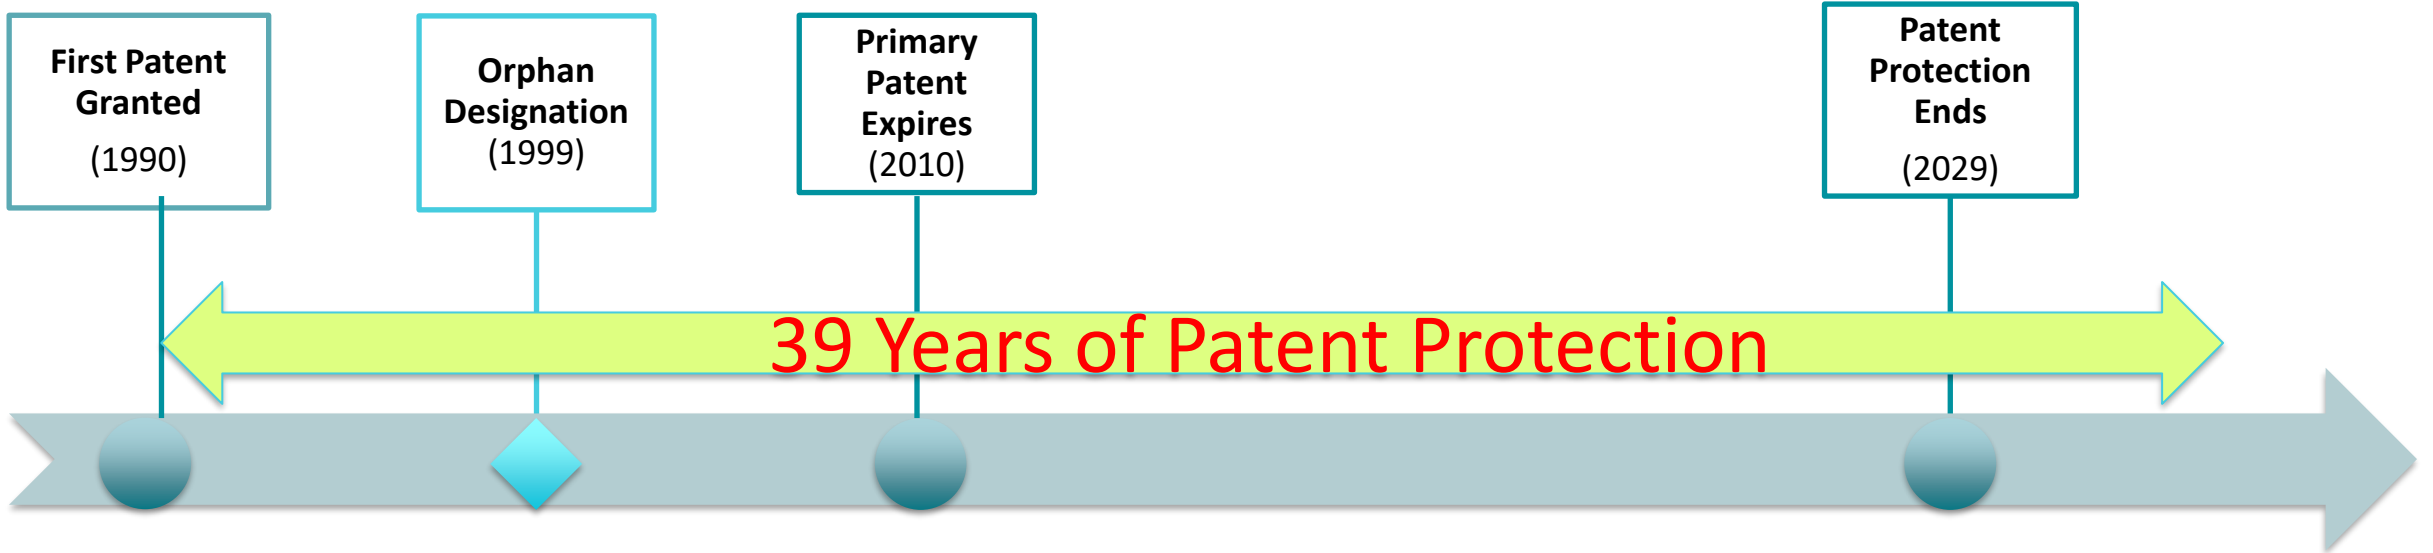 First Patent
Granted
(1990)
Orphan
Designation
(1999)
Primary
Patent
Expires
(2010)
Patent
Protection
Ends
(2029)
39 Years of Patent Protection